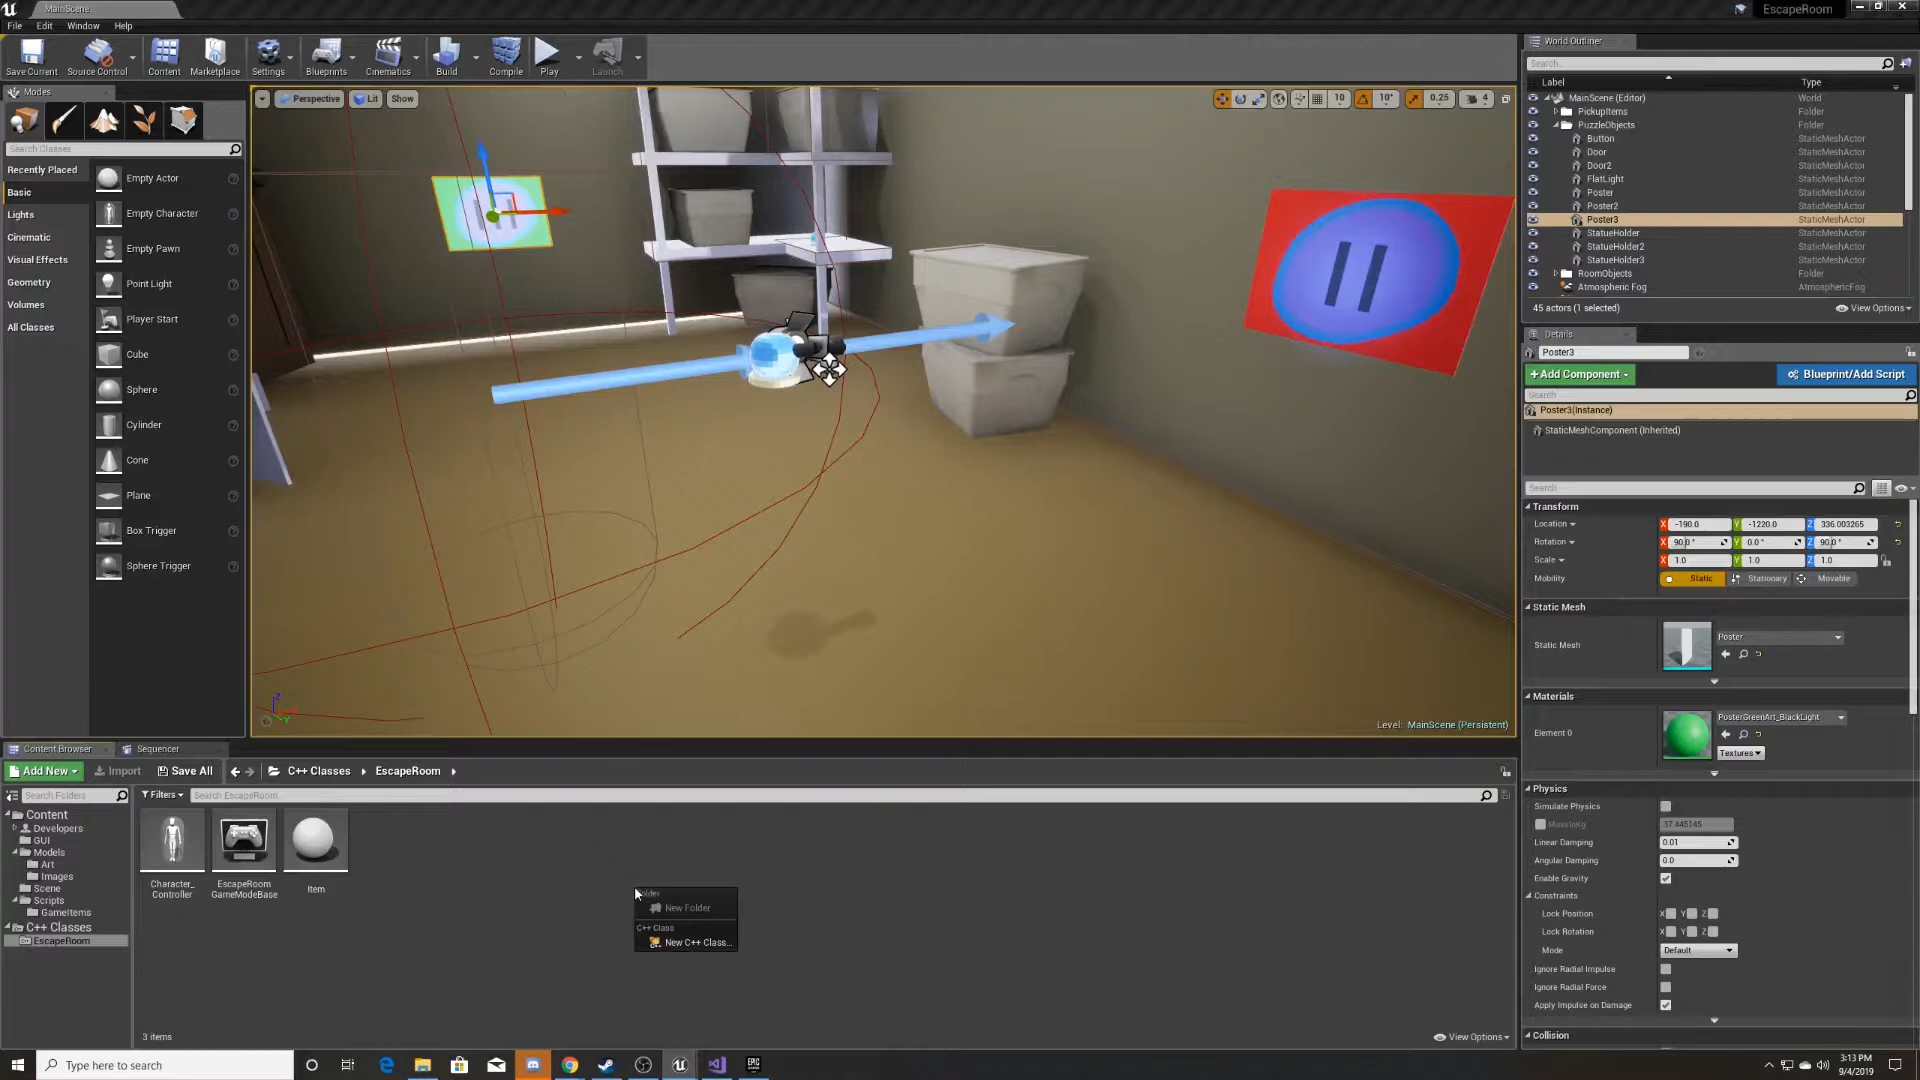 MainScene
EscapeRoom
File Edit Window Help
Save Current
Source Control
Content
Marketplace
Settings
Blueprints
Cinematics
Build
Compile
Play
Launch
Modes
Search Classes
Recently Placed
Basic
Lights
Cinematic
Visual Effects
Geometry
Volumes
All Classes
Empty Actor
Empty Character
Empty Pawn
Point Light
Player Start
Cube
Sphere
Cylinder
Cone
Plane
Box Trigger
Sphere Trigger
Perspective
Lit
Show
10
10°
0.25
4
Level: MainScene (Persistent)
World Outliner
Search...
Label Type
MainScene (Editor) World
PickupItems Folder
PuzzleObjects Folder
Button StaticMeshActor
Door StaticMeshActor
Door2 StaticMeshActor
FlatLight StaticMeshActor
Poster StaticMeshActor
Poster2 StaticMeshActor
Poster3 StaticMeshActor
StatueHolder StaticMeshActor
StatueHolder2 StaticMeshActor
StatueHolder3 StaticMeshActor
RoomObjects Folder
Atmospheric Fog AtmosphericFog
45 actors (1 selected)
View Options
Details
Poster3
+Add Component
Blueprint/Add Script
Search
Poster3(Instance)
StaticMeshComponent (Inherited)
Search
Transform
Location X -190.0 Y -1220.0 Z 336.003265
Rotation X 90.0 ° Y 0.0 ° Z 90.0 °
Scale X 1.0 Y 1.0 Z 1.0
Mobility Static Stationary Movable
Static Mesh
Static Mesh
Poster
Materials
Element 0
PosterGreenArt_BlackLight
Textures
Physics
Simulate Physics
MassInKg 37.445145
Linear Damping 0.01
Angular Damping 0.0
Enable Gravity
Constraints
Lock Position X Y Z
Lock Rotation X Y Z
Mode Default
Ignore Radial Impulse
Ignore Radial Force
Apply Impulse on Damage
Collision
Content Browser
Sequencer
Add New
Import
Save All
C++ Classes
EscapeRoom
Search Folders
Filters
Search EscapeRoom
Content
Developers
GUI
Models
Art
Images
Scene
Scripts
GameItems
C++ Classes
EscapeRoom
Character_
Controller
EscapeRoom
GameModeBase
Item
New Folder
C++ Class
New C++ Class...
3 items
View Options
Type here to search
3:13 PM
9/4/2019